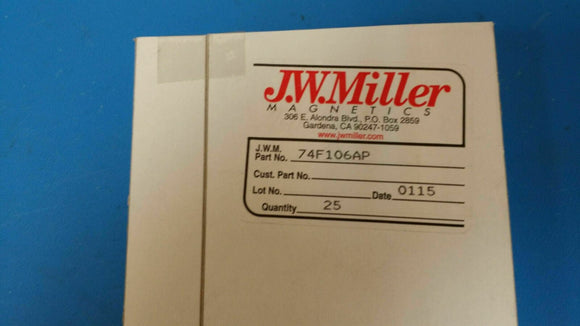 J.W.Miller
MAGNETICS
306 E. Alondra Blvd., P.O. Box 2859
Gardena, CA 90247-1059
www.jwmiller.com
J.W.M.
Part No. 74F106AP
Cust. Part No.
Lot No. Date 0115
Quantity 25